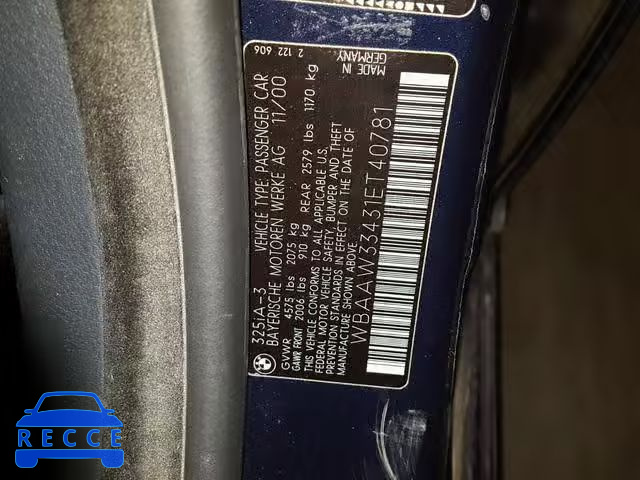 325iA-3 VEHICLE TYPE: PASSENGER CAR
BAYERISCHE MOTOREN WERKE AG 11/00
GVWR 4575 lbs 2075 kg
GAWR FRONT 2006 lbs 910 kg REAR 2579 lbs 1170 kg
THIS VEHICLE CONFORMS TO ALL APPLICABLE U.S.
FEDERAL MOTOR VEHICLE SAFETY, BUMPER AND THEFT
PREVENTION STANDARDS IN EFFECT ON THE DATE OF
MANUFACTURE SHOWN ABOVE.
WBAAW33431ET40781
2 122 606
MADE IN
GERMANY
RECCE